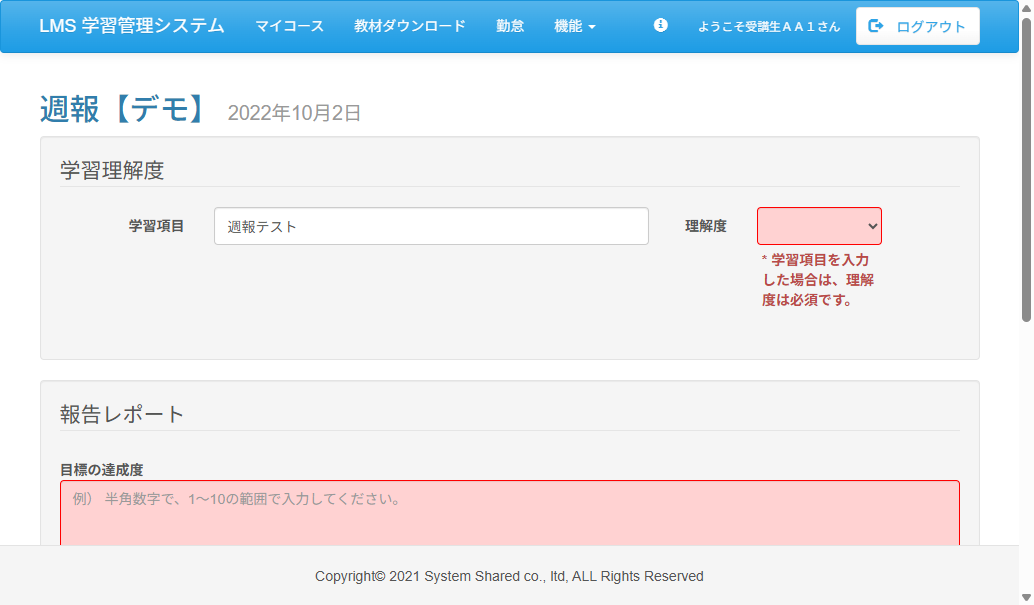 LMS 学習管理システム マイコース 教材ダウンロード 勤怠 機能 ようこそ受講生ＡＡ１さん ログアウト
週報【デモ】 2022年10月2日
学習理解度
学習項目 週報テスト 理解度
* 学習項目を入力
した場合は、理解
度は必須です。
報告レポート
目標の達成度
例） 半角数字で、1～10の範囲で入力してください。
Copyright© 2021 System Shared co., ltd, ALL Rights Reserved